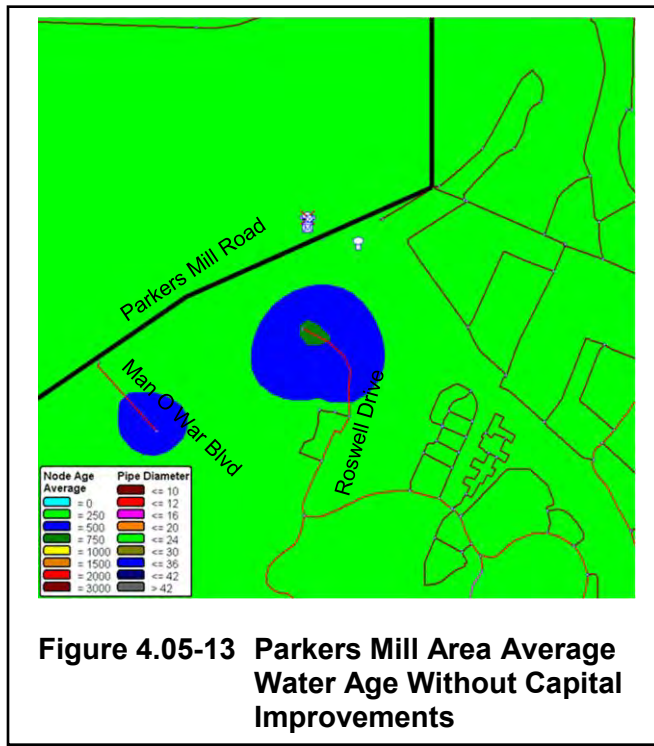 Parkers Mill Road
Man O War Blvd
Roswell Drive
Node Age Pipe Diameter
Average
<= 10
= 0 <= 12
= 250 <= 16
= 500 <= 20
= 750 <= 24
= 1000 <= 30
= 1500 <= 36
= 2000 <= 42
= 3000 > 42
Figure 4.05-13 Parkers Mill Area Average
Water Age Without Capital
Improvements